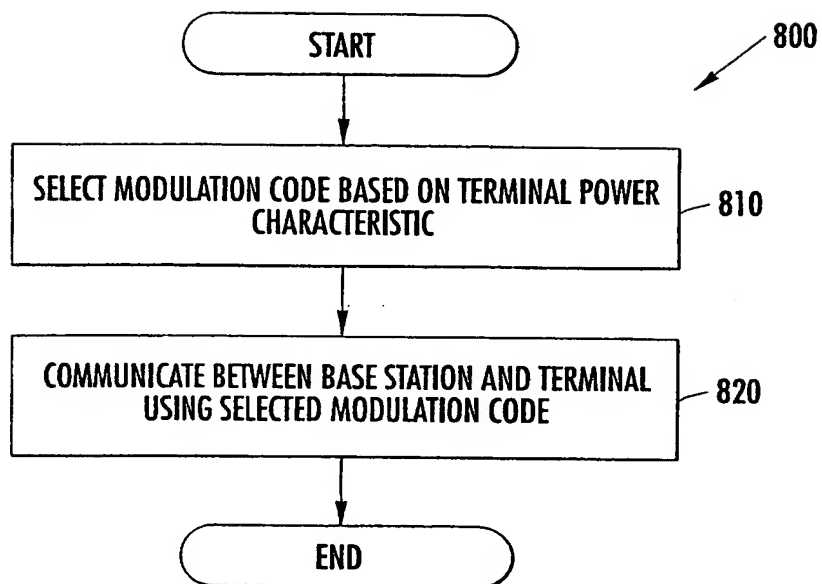 START
800
SELECT MODULATION CODE BASED ON TERMINAL POWER
CHARACTERISTIC
810
COMMUNICATE BETWEEN BASE STATION AND TERMINAL
USING SELECTED MODULATION CODE
820
END